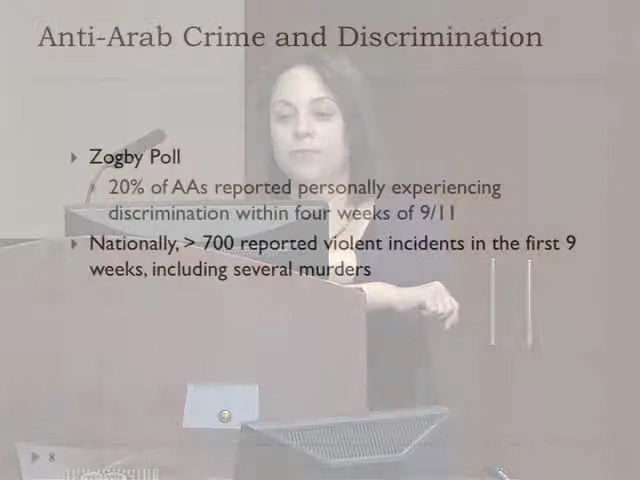 Anti-Arab Crime and Discrimination
Zogby Poll
20% of AAs reported personally experiencing
discrimination within four weeks of 9/11
Nationally, > 700 reported violent incidents in the first 9
weeks, including several murders
8